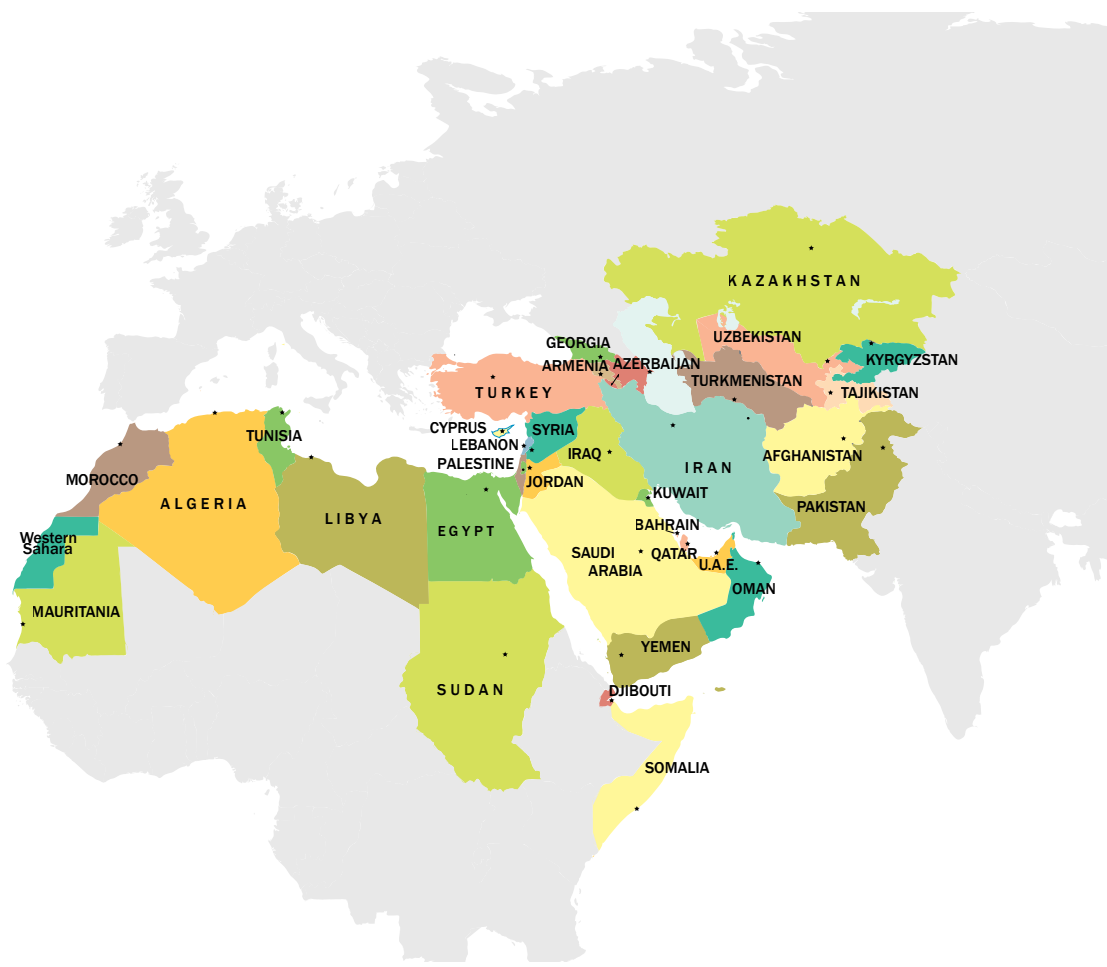 KAZAKHSTAN
UZBEKISTAN
GEORGIA
KYRGYZSTAN
ARMENIA
AZERBAIJAN
TURKMENISTAN
TURKEY
TAJIKISTAN
CYPRUS
SYRIA
TUNISIA
LEBANON
IRAQ
AFGHANISTAN
PALESTINE
IRAN
MOROCCO
JORDAN
KUWAIT
ALGERIA
PAKISTAN
LIBYA
EGYPT
BAHRAIN
Western
Sahara
SAUDI
ARABIA
QATAR
U.A.E.
OMAN
MAURITANIA
YEMEN
SUDAN
DJIBOUTI
SOMALIA